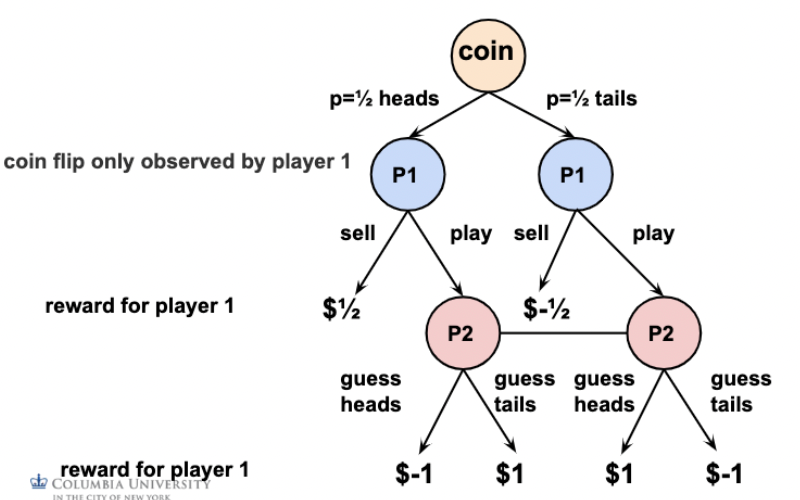 coin
p=½ heads
p=½ tails
coin flip only observed by player 1
P1
P1
sell
play
sell
play
reward for player 1
$½
$-½
P2
P2
guess
heads
guess
tails
guess
heads
guess
tails
reward for player 1
$-1
$1
$1
$-1
COLUMBIA UNIVERSITY
IN THE CITY OF NEW YORK